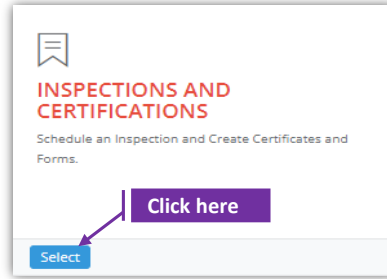 INSPECTIONS AND
CERTIFICATIONS
Schedule an Inspection and Create Certificates and
Forms.
Click here
Select